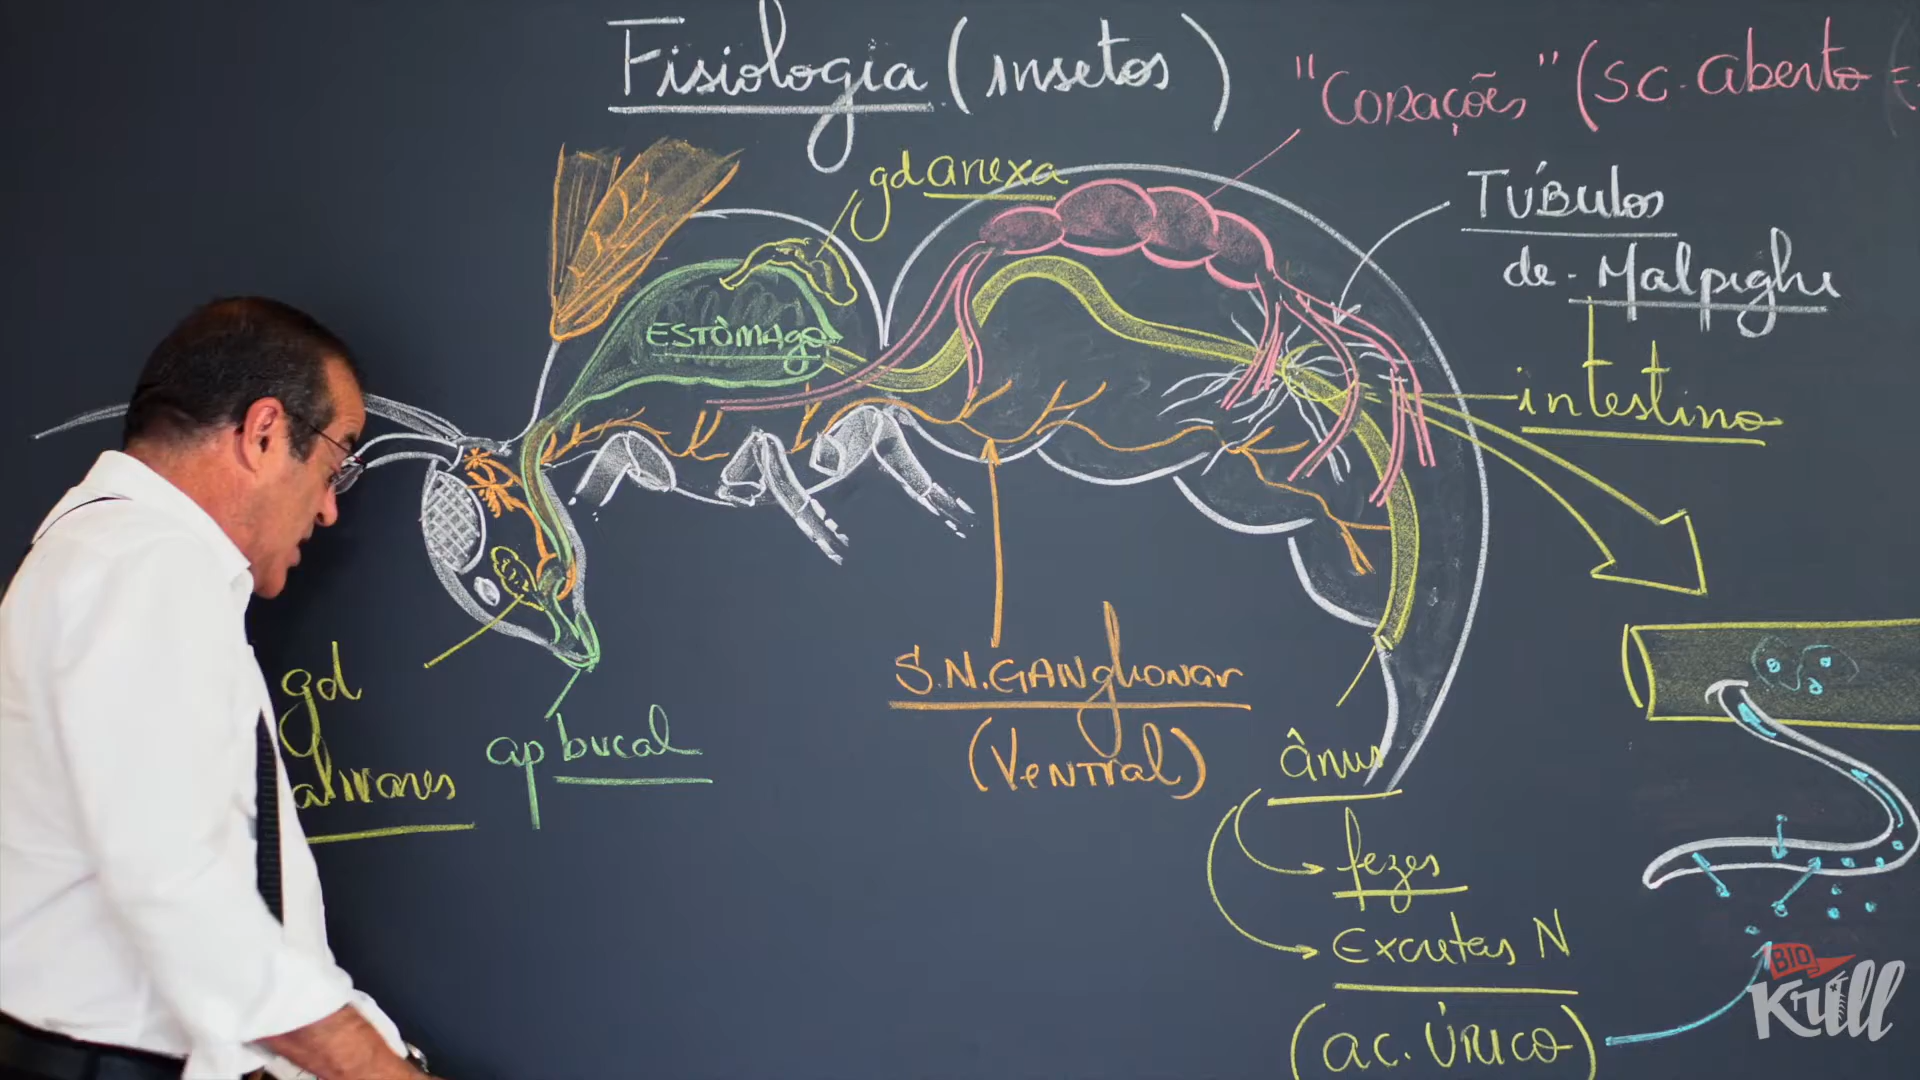 Fisiologia (insetos)
"Corações" (SC. aberto
gd anexa
TÚBulos
de Malpighi
ESTÔMAgo
intestino
S.N.GANglionar
(VeNTral)
gd
alivares
ap bucal
ânus
fezes
Excretas N
(ac. Úrico)
BIO
Krill